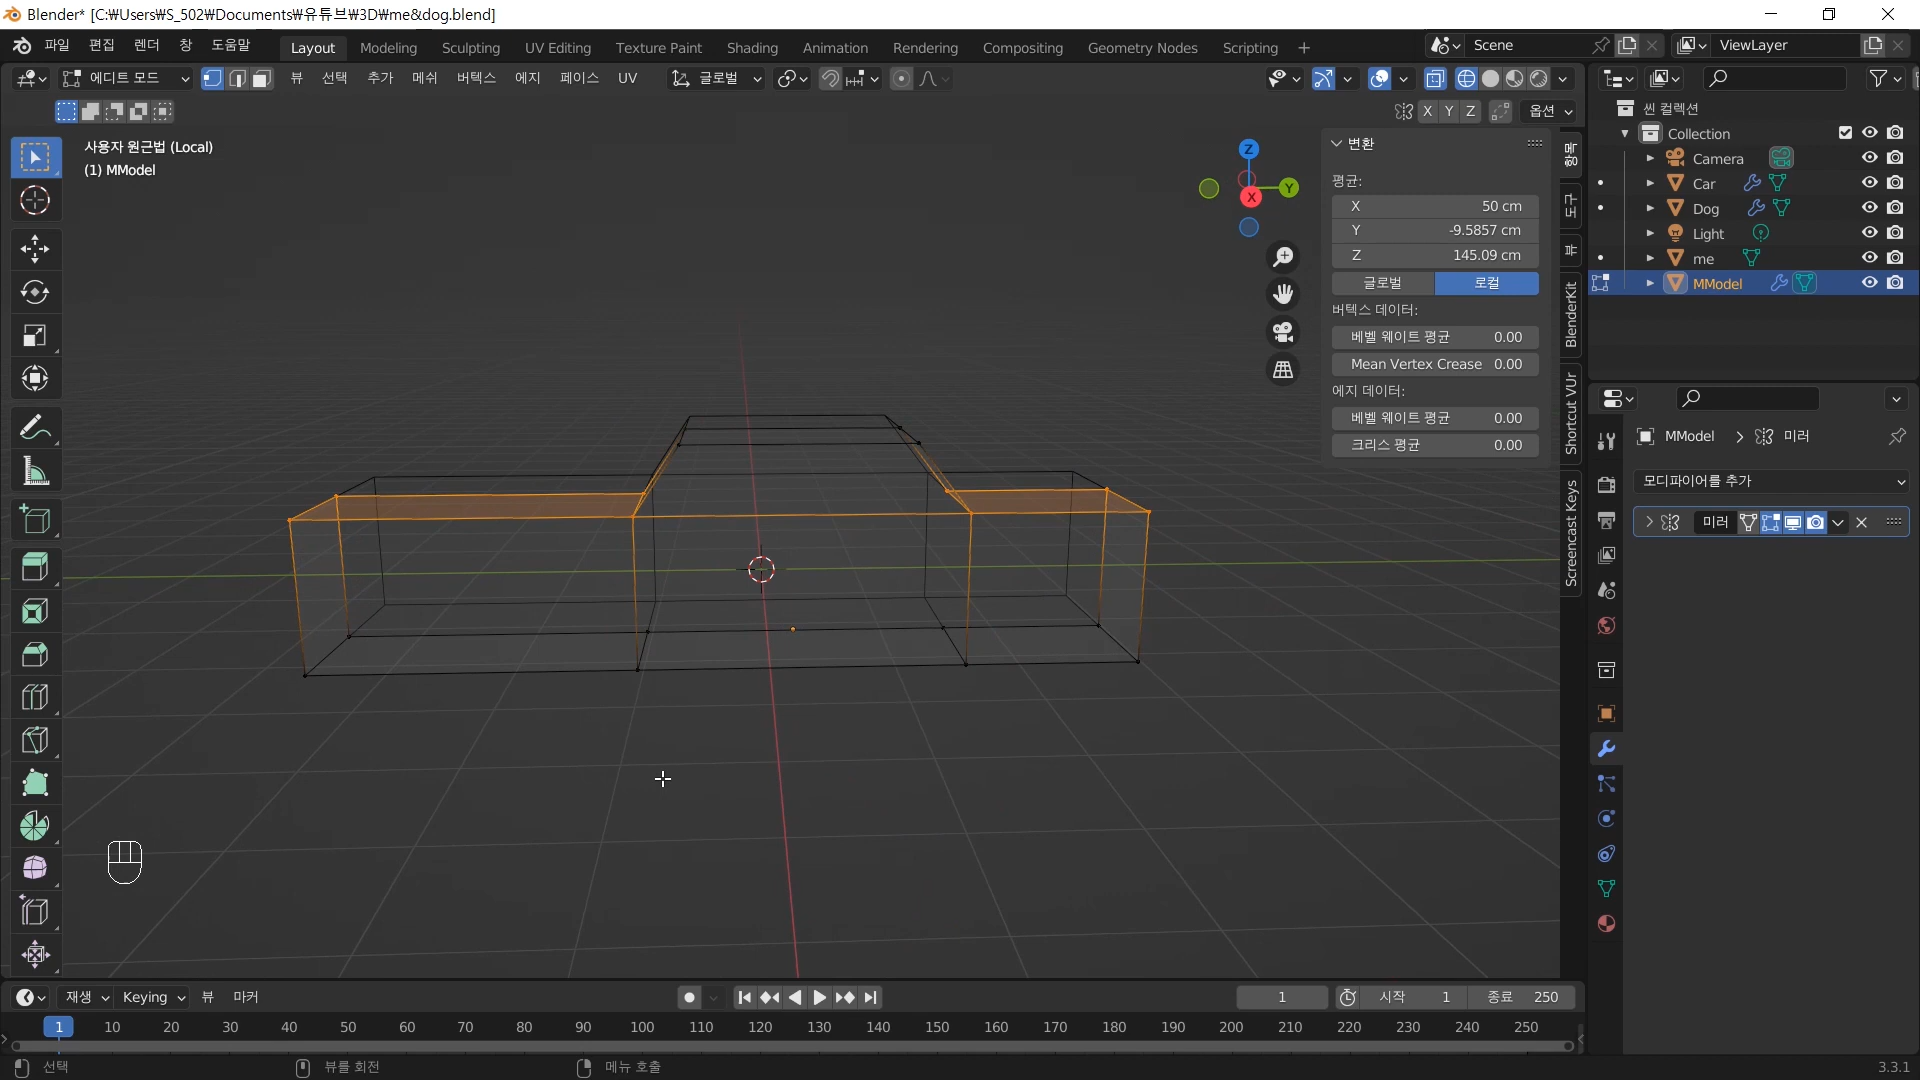 Blender* [C:₩Users₩S_502₩Documents₩유튜브₩3D₩me&dog.blend]
파일 편집 렌더 창 도움말 Layout Modeling Sculpting UV Editing Texture Paint Shading Animation Rendering Compositing Geometry Nodes Scripting + Scene ViewLayer
에디트 모드 뷰 선택 추가 메쉬 버텍스 에지 페이스 UV 글로벌
X Y Z 옵션
사용자 원근법 (Local)
(1) MModel
Z
Y
X
변환
평균:
X 50 cm
Y -9.5857 cm
Z 145.09 cm
글로벌 로컬
버텍스 데이터:
베벨 웨이트 평균 0.00
Mean Vertex Crease 0.00
에지 데이터:
베벨 웨이트 평균 0.00
크리스 평균 0.00
항목
도구
뷰
BlenderKit
Shortcut VUr
Screencast Keys
씬 컬렉션
Collection
Camera
Car
Dog
Light
me
MModel
MModel > 미러
모디파이어를 추가
미러
재생 Keying 뷰 마커 1 시작 1 종료 250
1 10 20 30 40 50 60 70 80 90 100 110 120 130 140 150 160 170 180 190 200 210 220 230 240 250
선택 뷰를 회전 메뉴 호출 3.3.1